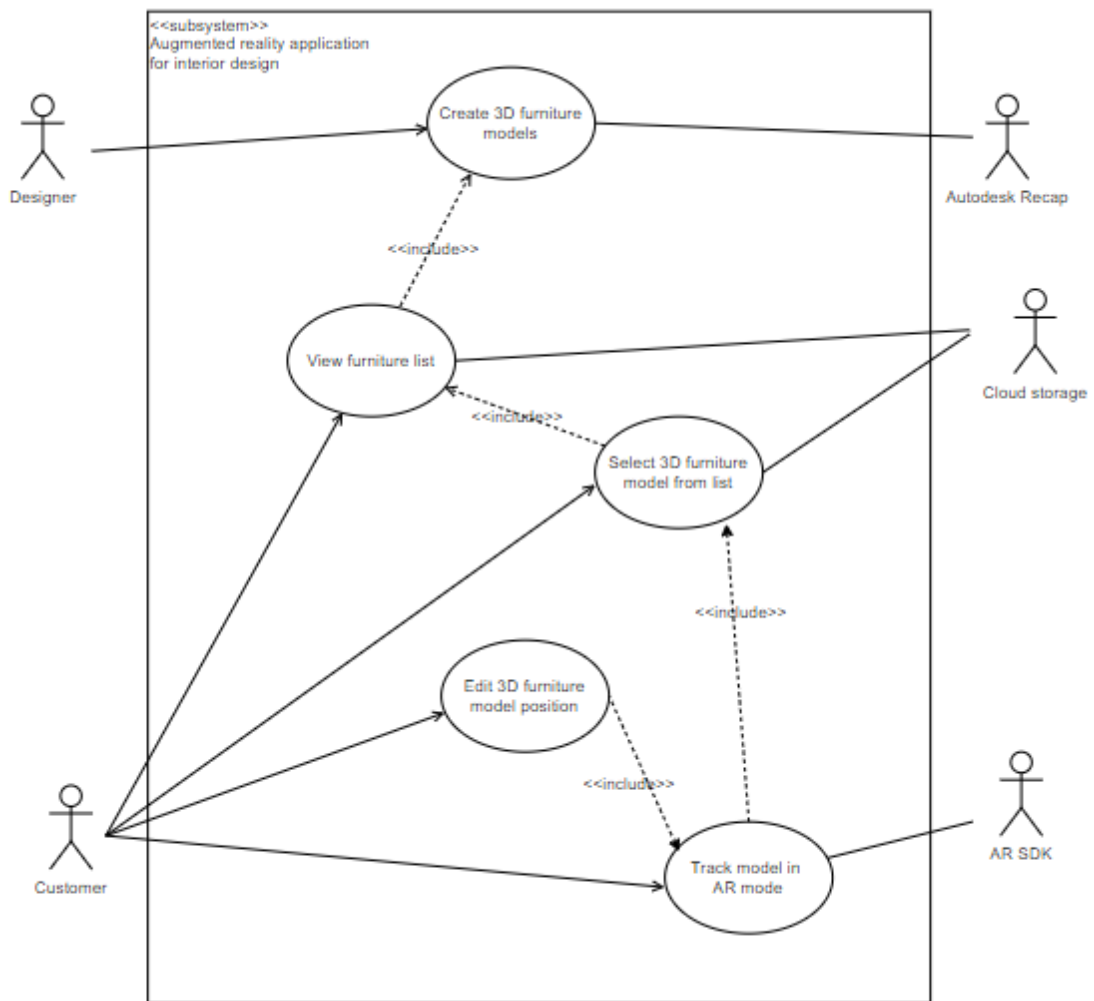 <<subsystem>>
Augmented reality application
for interior design
Create 3D furniture
models
Designer
Autodesk Recap
<<include>>
View furniture list
Cloud storage
<<include>>
Select 3D furniture
model from list
<<include>>
Edit 3D furniture
model position
<<include>>
AR SDK
Track model in
AR mode
Customer